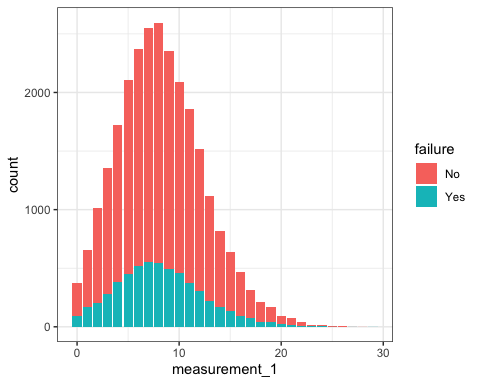 2000
1000
0
count
0
10
20
30
measurement_1
failure
No
Yes